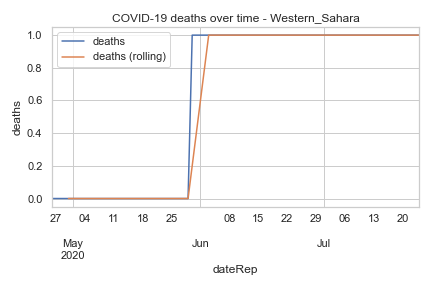 COVID-19 deaths over time - Western_Sahara
deaths
deaths (rolling)
deaths
1.0
0.8
0.6
0.4
0.2
0.0
27 04 11 18 25 08 15 22 29 06 13 20
May Jun Jul
2020
dateRep